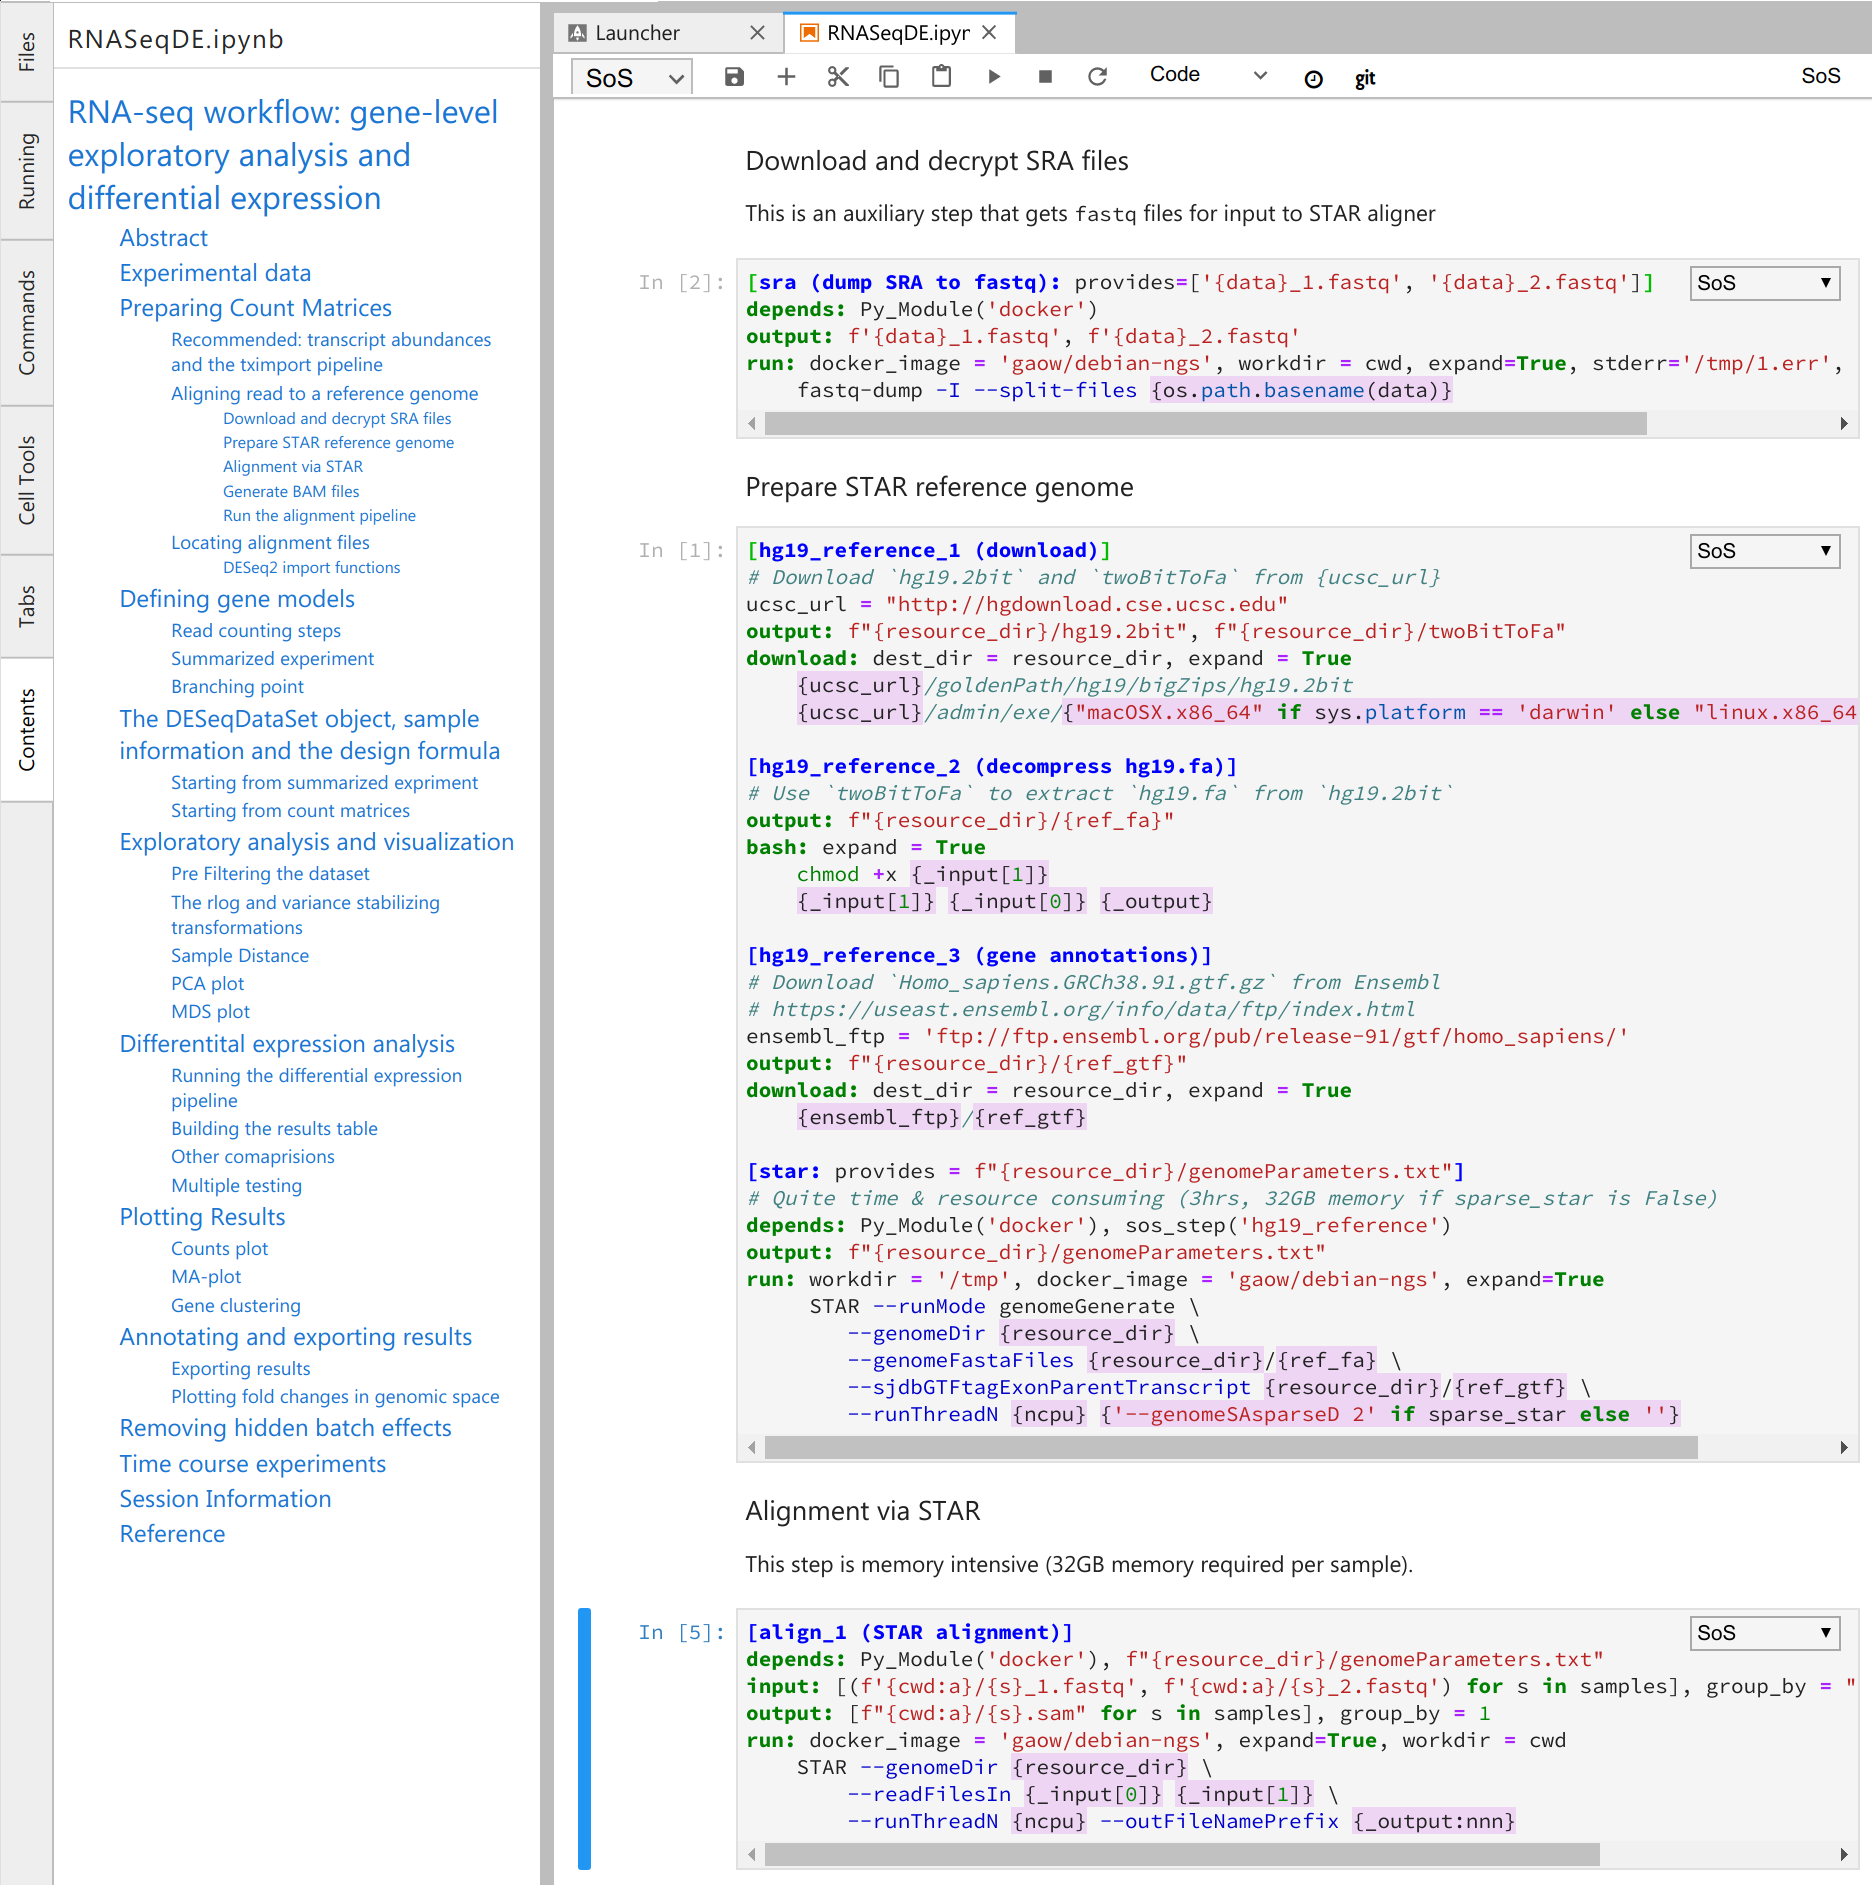 Files
Running
Commands
Cell Tools
Tabs
Contents
RNASeqDE.ipynb
RNA-seq workflow: gene-level
exploratory analysis and
differential expression
Abstract
Experimental data
Preparing Count Matrices
Recommended: transcript abundances
and the tximport pipeline
Aligning read to a reference genome
Download and decrypt SRA files
Prepare STAR reference genome
Alignment via STAR
Generate BAM files
Run the alignment pipeline
Locating alignment files
DESeq2 import functions
Defining gene models
Read counting steps
Summarized experiment
Branching point
The DESeqDataSet object, sample
information and the design formula
Starting from summarized expriment
Starting from count matrices
Exploratory analysis and visualization
Pre Filtering the dataset
The rlog and variance stabilizing
transformations
Sample Distance
PCA plot
MDS plot
Differentital expression analysis
Running the differential expression
pipeline
Building the results table
Other comaprisions
Multiple testing
Plotting Results
Counts plot
MA-plot
Gene clustering
Annotating and exporting results
Exporting results
Plotting fold changes in genomic space
Removing hidden batch effects
Time course experiments
Session Information
Reference
Launcher
RNASeqDE.ipyr
SoS Code git SoS
Download and decrypt SRA files
This is an auxiliary step that gets fastq files for input to STAR aligner
In [2]:
SoS
[sra (dump SRA to fastq): provides=['{data}_1.fastq', '{data}_2.fastq']]
depends: Py_Module('docker')
output: f'{data}_1.fastq', f'{data}_2.fastq'
run: docker_image = 'gaow/debian-ngs', workdir = cwd, expand=True, stderr='/tmp/1.err',
    fastq-dump -I --split-files {os.path.basename(data)}
Prepare STAR reference genome
In [1]:
SoS
[hg19_reference_1 (download)]
# Download `hg19.2bit` and `twoBitToFa` from {ucsc_url}
ucsc_url = "http://hgdownload.cse.ucsc.edu"
output: f"{resource_dir}/hg19.2bit", f"{resource_dir}/twoBitToFa"
download: dest_dir = resource_dir, expand = True
    {ucsc_url}/goldenPath/hg19/bigZips/hg19.2bit
    {ucsc_url}/admin/exe/{"macOSX.x86_64" if sys.platform == 'darwin' else "linux.x86_64
[hg19_reference_2 (decompress hg19.fa)]
# Use `twoBitToFa` to extract `hg19.fa` from `hg19.2bit`
output: f"{resource_dir}/{ref_fa}"
bash: expand = True
    chmod +x {_input[1]}
    {_input[1]} {_input[0]} {_output}
[hg19_reference_3 (gene annotations)]
# Download `Homo_sapiens.GRCh38.91.gtf.gz` from Ensembl
# https://useast.ensembl.org/info/data/ftp/index.html
ensembl_ftp = 'ftp://ftp.ensembl.org/pub/release-91/gtf/homo_sapiens/'
output: f"{resource_dir}/{ref_gtf}"
download: dest_dir = resource_dir, expand = True
    {ensembl_ftp}/{ref_gtf}
[star: provides = f"{resource_dir}/genomeParameters.txt"]
# Quite time & resource consuming (3hrs, 32GB memory if sparse_star is False)
depends: Py_Module('docker'), sos_step('hg19_reference')
output: f"{resource_dir}/genomeParameters.txt"
run: workdir = '/tmp', docker_image = 'gaow/debian-ngs', expand=True
     STAR --runMode genomeGenerate \
        --genomeDir {resource_dir} \
        --genomeFastaFiles {resource_dir}/{ref_fa} \
        --sjdbGTFtagExonParentTranscript {resource_dir}/{ref_gtf} \
        --runThreadN {ncpu} {'--genomeSAsparseD 2' if sparse_star else ''}
Alignment via STAR
This step is memory intensive (32GB memory required per sample).
In [5]:
SoS
[align_1 (STAR alignment)]
depends: Py_Module('docker'), f"{resource_dir}/genomeParameters.txt"
input: [(f'{cwd:a}/{s}_1.fastq', f'{cwd:a}/{s}_2.fastq') for s in samples], group_by = "
output: [f"{cwd:a}/{s}.sam" for s in samples], group_by = 1
run: docker_image = 'gaow/debian-ngs', expand=True, workdir = cwd
    STAR --genomeDir {resource_dir} \
        --readFilesIn {_input[0]} {_input[1]} \
        --runThreadN {ncpu} --outFileNamePrefix {_output:nnn}